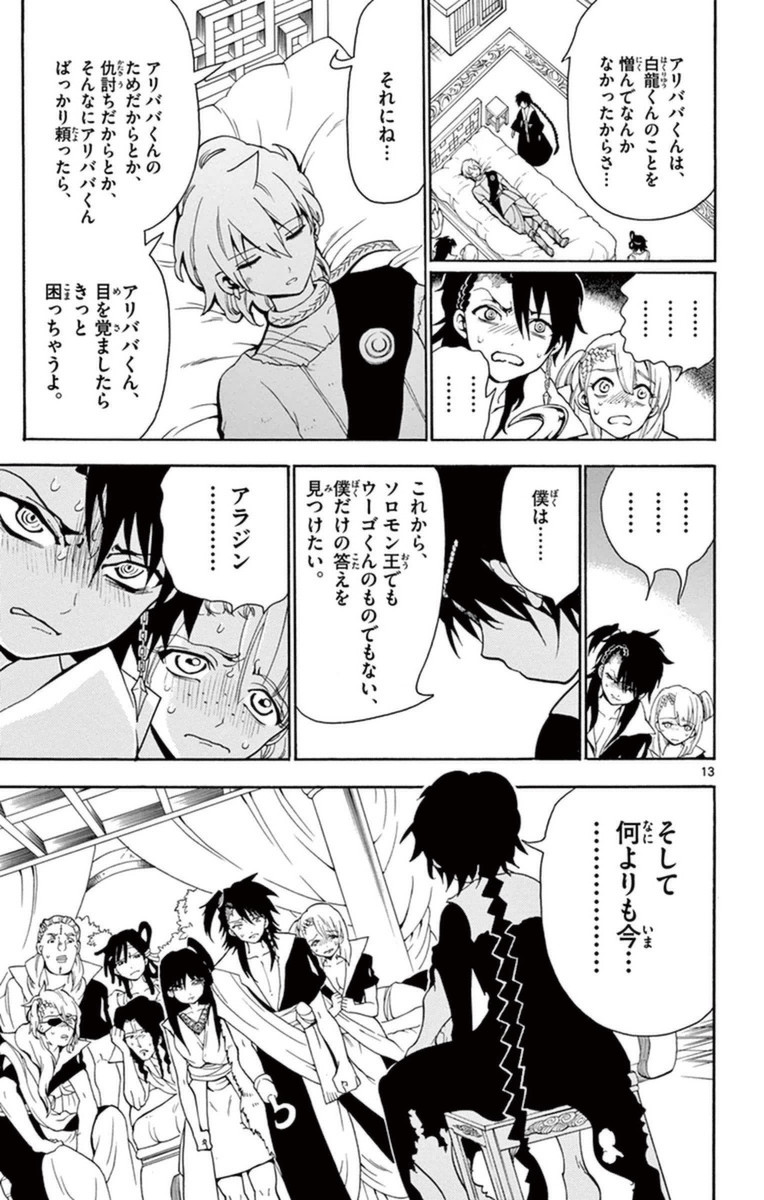 アリババくんは、
白龍くんのことを
憎んでなんか
なかったからさ…
それにね…
アリババくんの
ためだからとか、
仇討ちだからとか、
そんなにアリババくん
ばっかり頼ったら、
アリババくん、
目を覚ましたら
きっと
困っちゃうよ。
………
………
………
………
………
………
………
………
僕は……
これから、
ソロモン王でも
ウーゴくんのものでもない、
僕だけの答えを
見つけたい。
アラジン
…………
13
そして
何よりも今…
…………